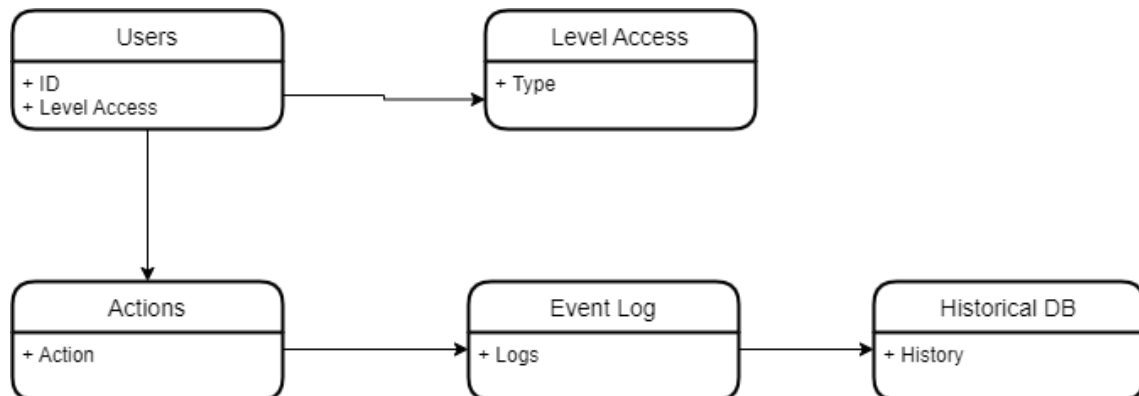 Users
+ ID
+ Level Access
Level Access
+ Type
Actions
+ Action
Event Log
+ Logs
Historical DB
+ History